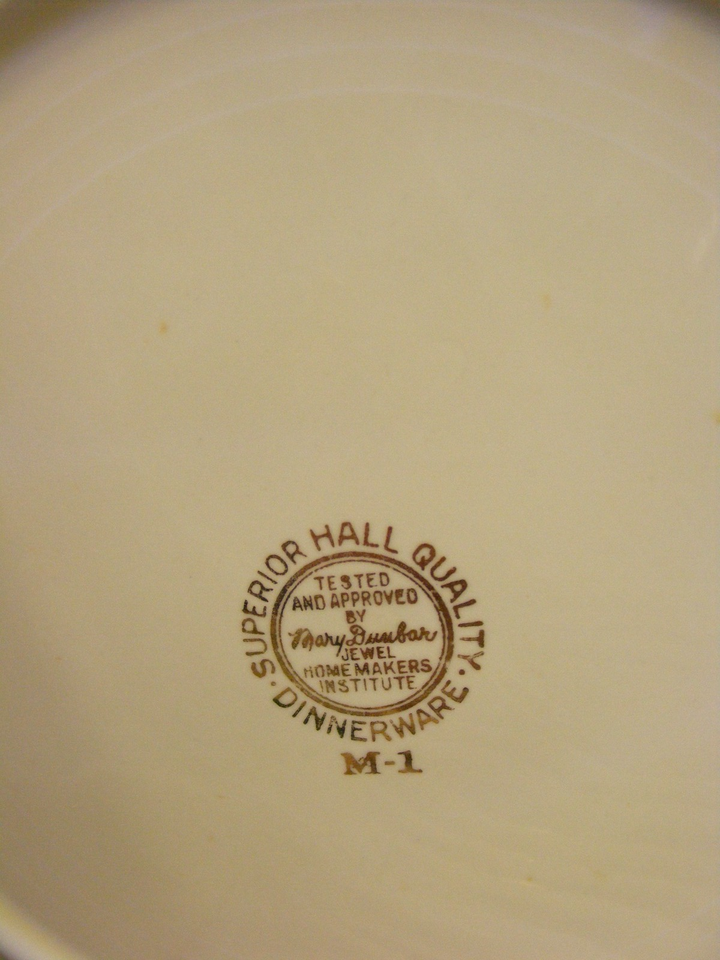 SUPERIOR HALL QUALITY
· DINNERWARE ·
TESTED
AND APPROVED
BY
Mary Dunbar
JEWEL
HOMEMAKERS
INSTITUTE
M-1